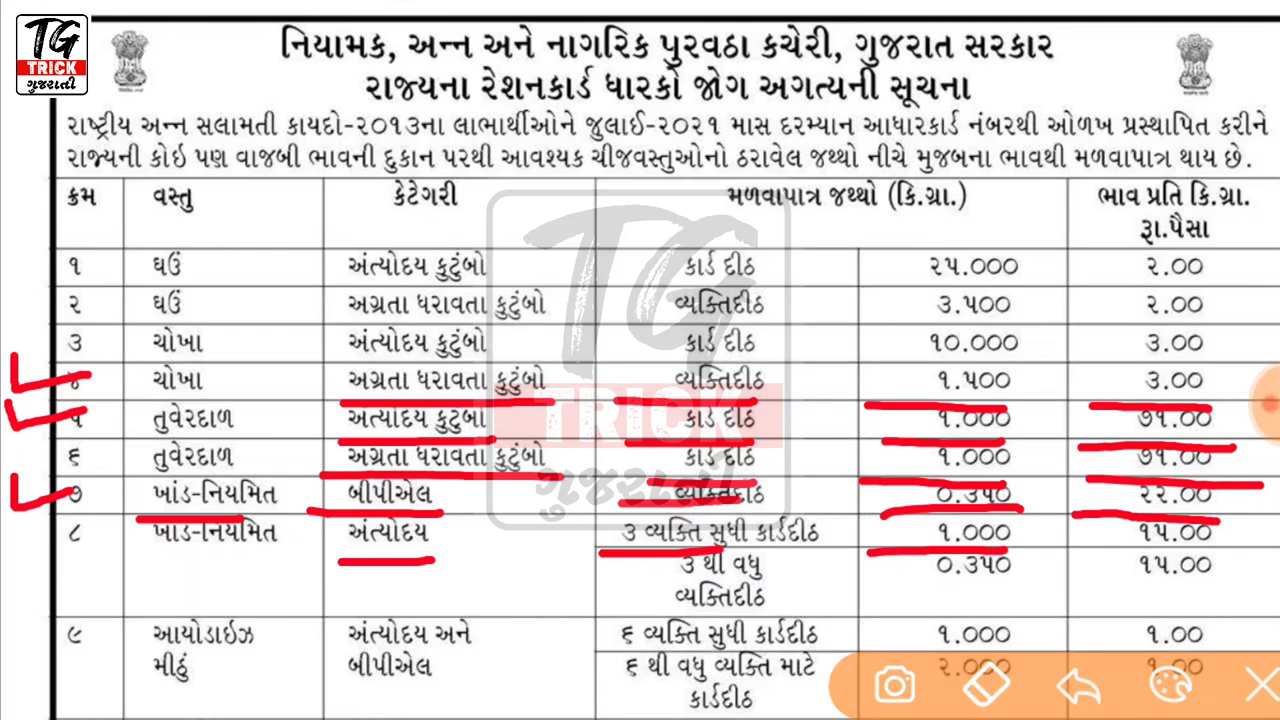 TG
TRICK
ગુજરાતી
નિયામક, અન્ન અને નાગરિક પુરવઠા કચેરી, ગુજરાત સરકાર
રાજ્યના રેશનકાર્ડ ધારકો જોગ અગત્યની સૂચના
રાષ્ટ્રીય અન્ન સલામતી કાયદો-૨૦૧૩ના લાભાર્થીઓને જુલાઈ-૨૦૨૧ માસ દરમ્યાન આધારકાર્ડ નંબરથી ઓળખ પ્રસ્થાપિત કરીને
રાજ્યની કોઇ પણ વાજબી ભાવની દુકાન પરથી આવશ્યક ચીજવસ્તુઓનો ઠરાવેલ જથ્થો નીચે મુજબના ભાવથી મળવાપાત્ર થાય છે.
ક્રમ વસ્તુ કેટેગરી મળવાપાત્ર જથ્થો (કિ.ગ્રા.) ભાવ પ્રતિ કિ.ગ્રા.
રૂા.પૈસા
૧ ઘઉં અંત્યોદય કુટુંબો કાર્ડ દીઠ ૨૫.૦૦૦ ૨.૦૦
૨ ઘઉં અગ્રતા ધરાવતા કુટુંબો વ્યક્તિદીઠ ૩.૫૦૦ ૨.૦૦
૩ ચોખા અંત્યોદય કુટુંબો કાર્ડ દીઠ ૧૦.૦૦૦ ૩.૦૦
૪ ચોખા અગ્રતા ધરાવતા કુટુંબો વ્યક્તિદીઠ ૧.૫૦૦ ૩.૦૦
૫ તુવેરદાળ અંત્યોદય કુટુંબો કાર્ડ દીઠ ૧.૦૦૦ ૭૧.૦૦
૬ તુવેરદાળ અગ્રતા ધરાવતા કુટુંબો કાર્ડ દીઠ ૧.૦૦૦ ૭૧.૦૦
૭ ખાંડ-નિયમિત બીપીએલ વ્યક્તિદીઠ ૦.૩૫૦ ૨૨.૦૦
૮ ખાંડ-નિયમિત અંત્યોદય ૩ વ્યક્તિ સુધી કાર્ડદીઠ ૧.૦૦૦ ૧૫.૦૦
૩ થી વધુ ૦.૩૫૦ ૧૫.૦૦
વ્યક્તિદીઠ
૯ આયોડાઇઝ અંત્યોદય અને ૬ વ્યક્તિ સુધી કાર્ડદીઠ ૧.૦૦૦ ૧.૦૦
મીઠું બીપીએલ ૬ થી વધુ વ્યક્તિ માટે ૨.૦૦૦ ૧.૦૦
કાર્ડદીઠ
TG
TRICK
ગુજરાતી